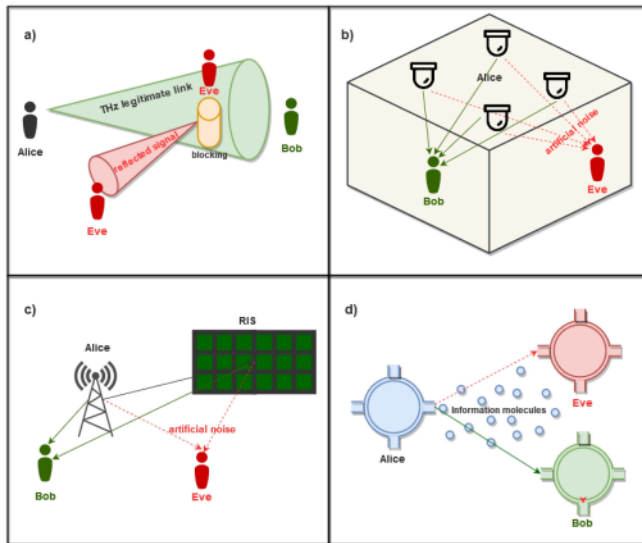 a)
Eve
THz legitimate link
Alice
Bob
blocking
reflected signal
Eve
b)
Alice
artificial noise
Bob
Eve
c)
RIS
Alice
artificial noise
Bob
Eve
d)
Information molecules
Eve
Alice
Bob